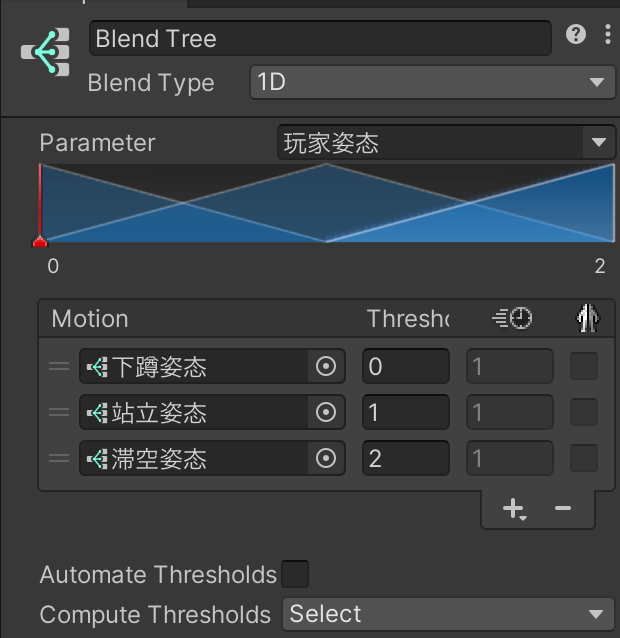 Blend Tree
Blend Type 1D
Parameter 玩家姿态
0 2
Motion Thresho
下蹲姿态 0 1
站立姿态 1 1
滞空姿态 2 1
Automate Thresholds
Compute Thresholds Select